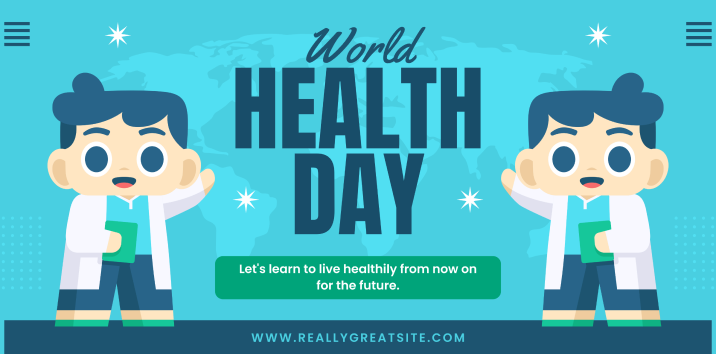 World
HEALTH
DAY
Let's learn to live healthily from now on
for the future.
WWW.REALLYGREATSITE.COM